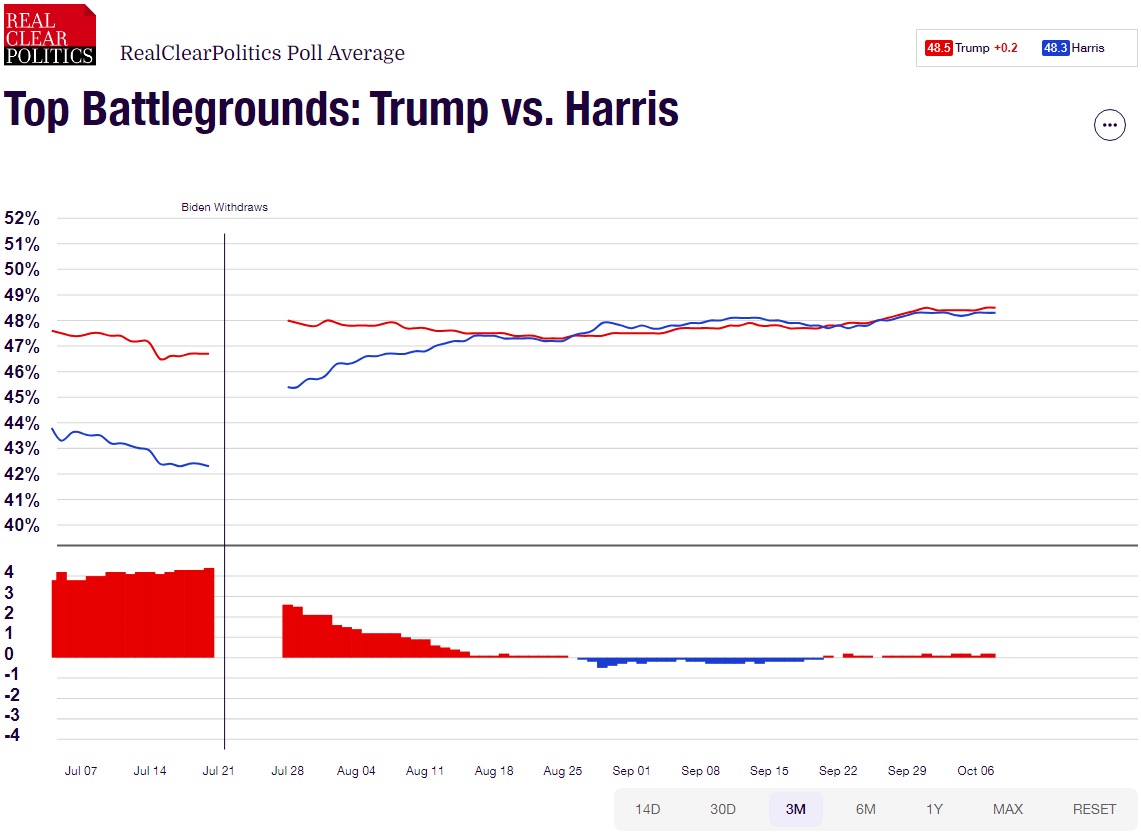 REAL
CLEAR
POLITICS
RealClearPolitics Poll Average
48.5 Trump +0.2 48.3 Harris
Top Battlegrounds: Trump vs. Harris
Biden Withdraws
52%
51%
50%
49%
48%
47%
46%
45%
44%
43%
42%
41%
40%
4
3
2
1
0
-1
-2
-3
-4
Jul 07 Jul 14 Jul 21 Jul 28 Aug 04 Aug 11 Aug 18 Aug 25 Sep 01 Sep 08 Sep 15 Sep 22 Sep 29 Oct 06
14D 30D 3M 6M 1Y MAX RESET